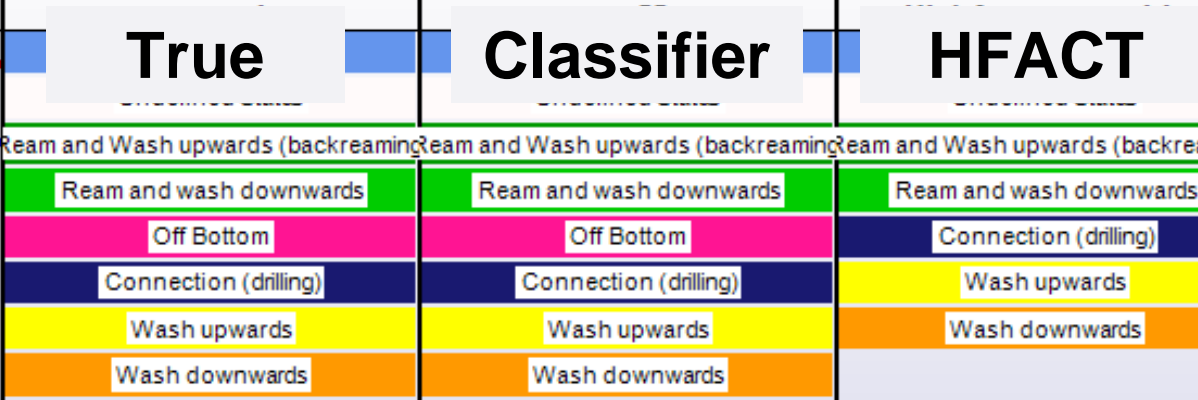 True Classifier HFACT
Ream and Wash upwards (backreaming Ream and Wash upwards (backreaming Ream and Wash upwards (backrea
Ream and wash downwards Ream and wash downwards Ream and wash downwards
Off Bottom Off Bottom Connection (drilling)
Connection (drilling) Connection (drilling) Wash upwards
Wash upwards Wash upwards Wash downwards
Wash downwards Wash downwards